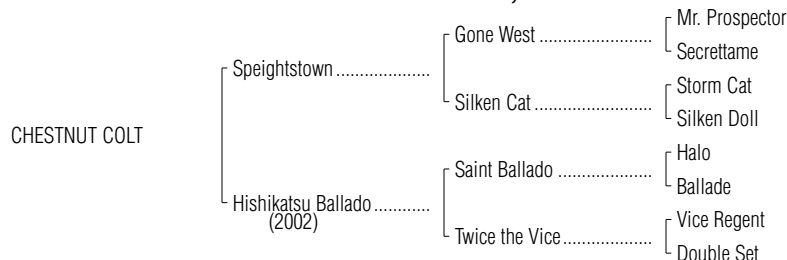 Mr. Prospector
Gone West ..................
Secrettame
Speightstown ....................
Storm Cat
Silken Cat ...................
Silken Doll
CHESTNUT COLT
Halo
Saint Ballado ..............
Ballade
Hishikatsu Ballado ............
(2002)
Vice Regent
Twice the Vice .............
Double Set